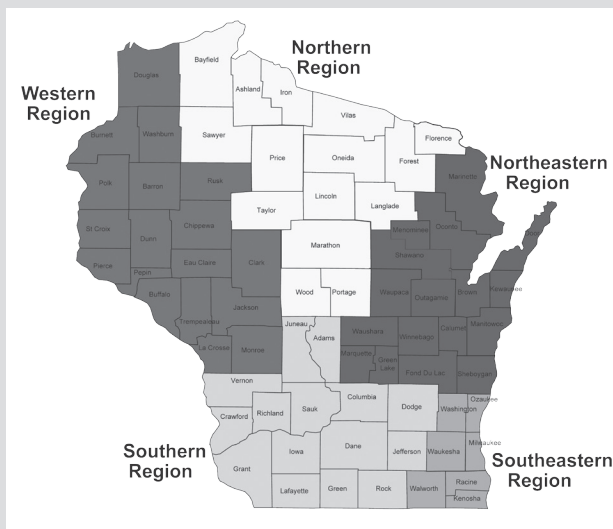 Northern
Region
Western
Region
Northeastern
Region
Southern
Region
Southeastern
Region
Douglas
Bayfield
Ashland
Iron
Vilas
Burnett
Washburn
Sawyer
Price
Oneida
Forest
Florence
Marinette
Polk
Barron
Rusk
Taylor
Lincoln
Langlade
Menominee
Oconto
Door
St Croix
Dunn
Chippewa
Clark
Marathon
Shawano
Pierce
Pepin
Eau Claire
Buffalo
Trempealeau
Jackson
Wood
Portage
Waupaca
Outagamie
Brown
Kewaunee
La Crosse
Monroe
Juneau
Adams
Waushara
Winnebago
Calumet
Manitowoc
Marquette
Green
Lake
Fond Du Lac
Sheboygan
Vernon
Crawford
Richland
Sauk
Columbia
Dodge
Washington
Ozaukee
Grant
Iowa
Dane
Jefferson
Waukesha
Milwaukee
Lafayette
Green
Rock
Walworth
Racine
Kenosha